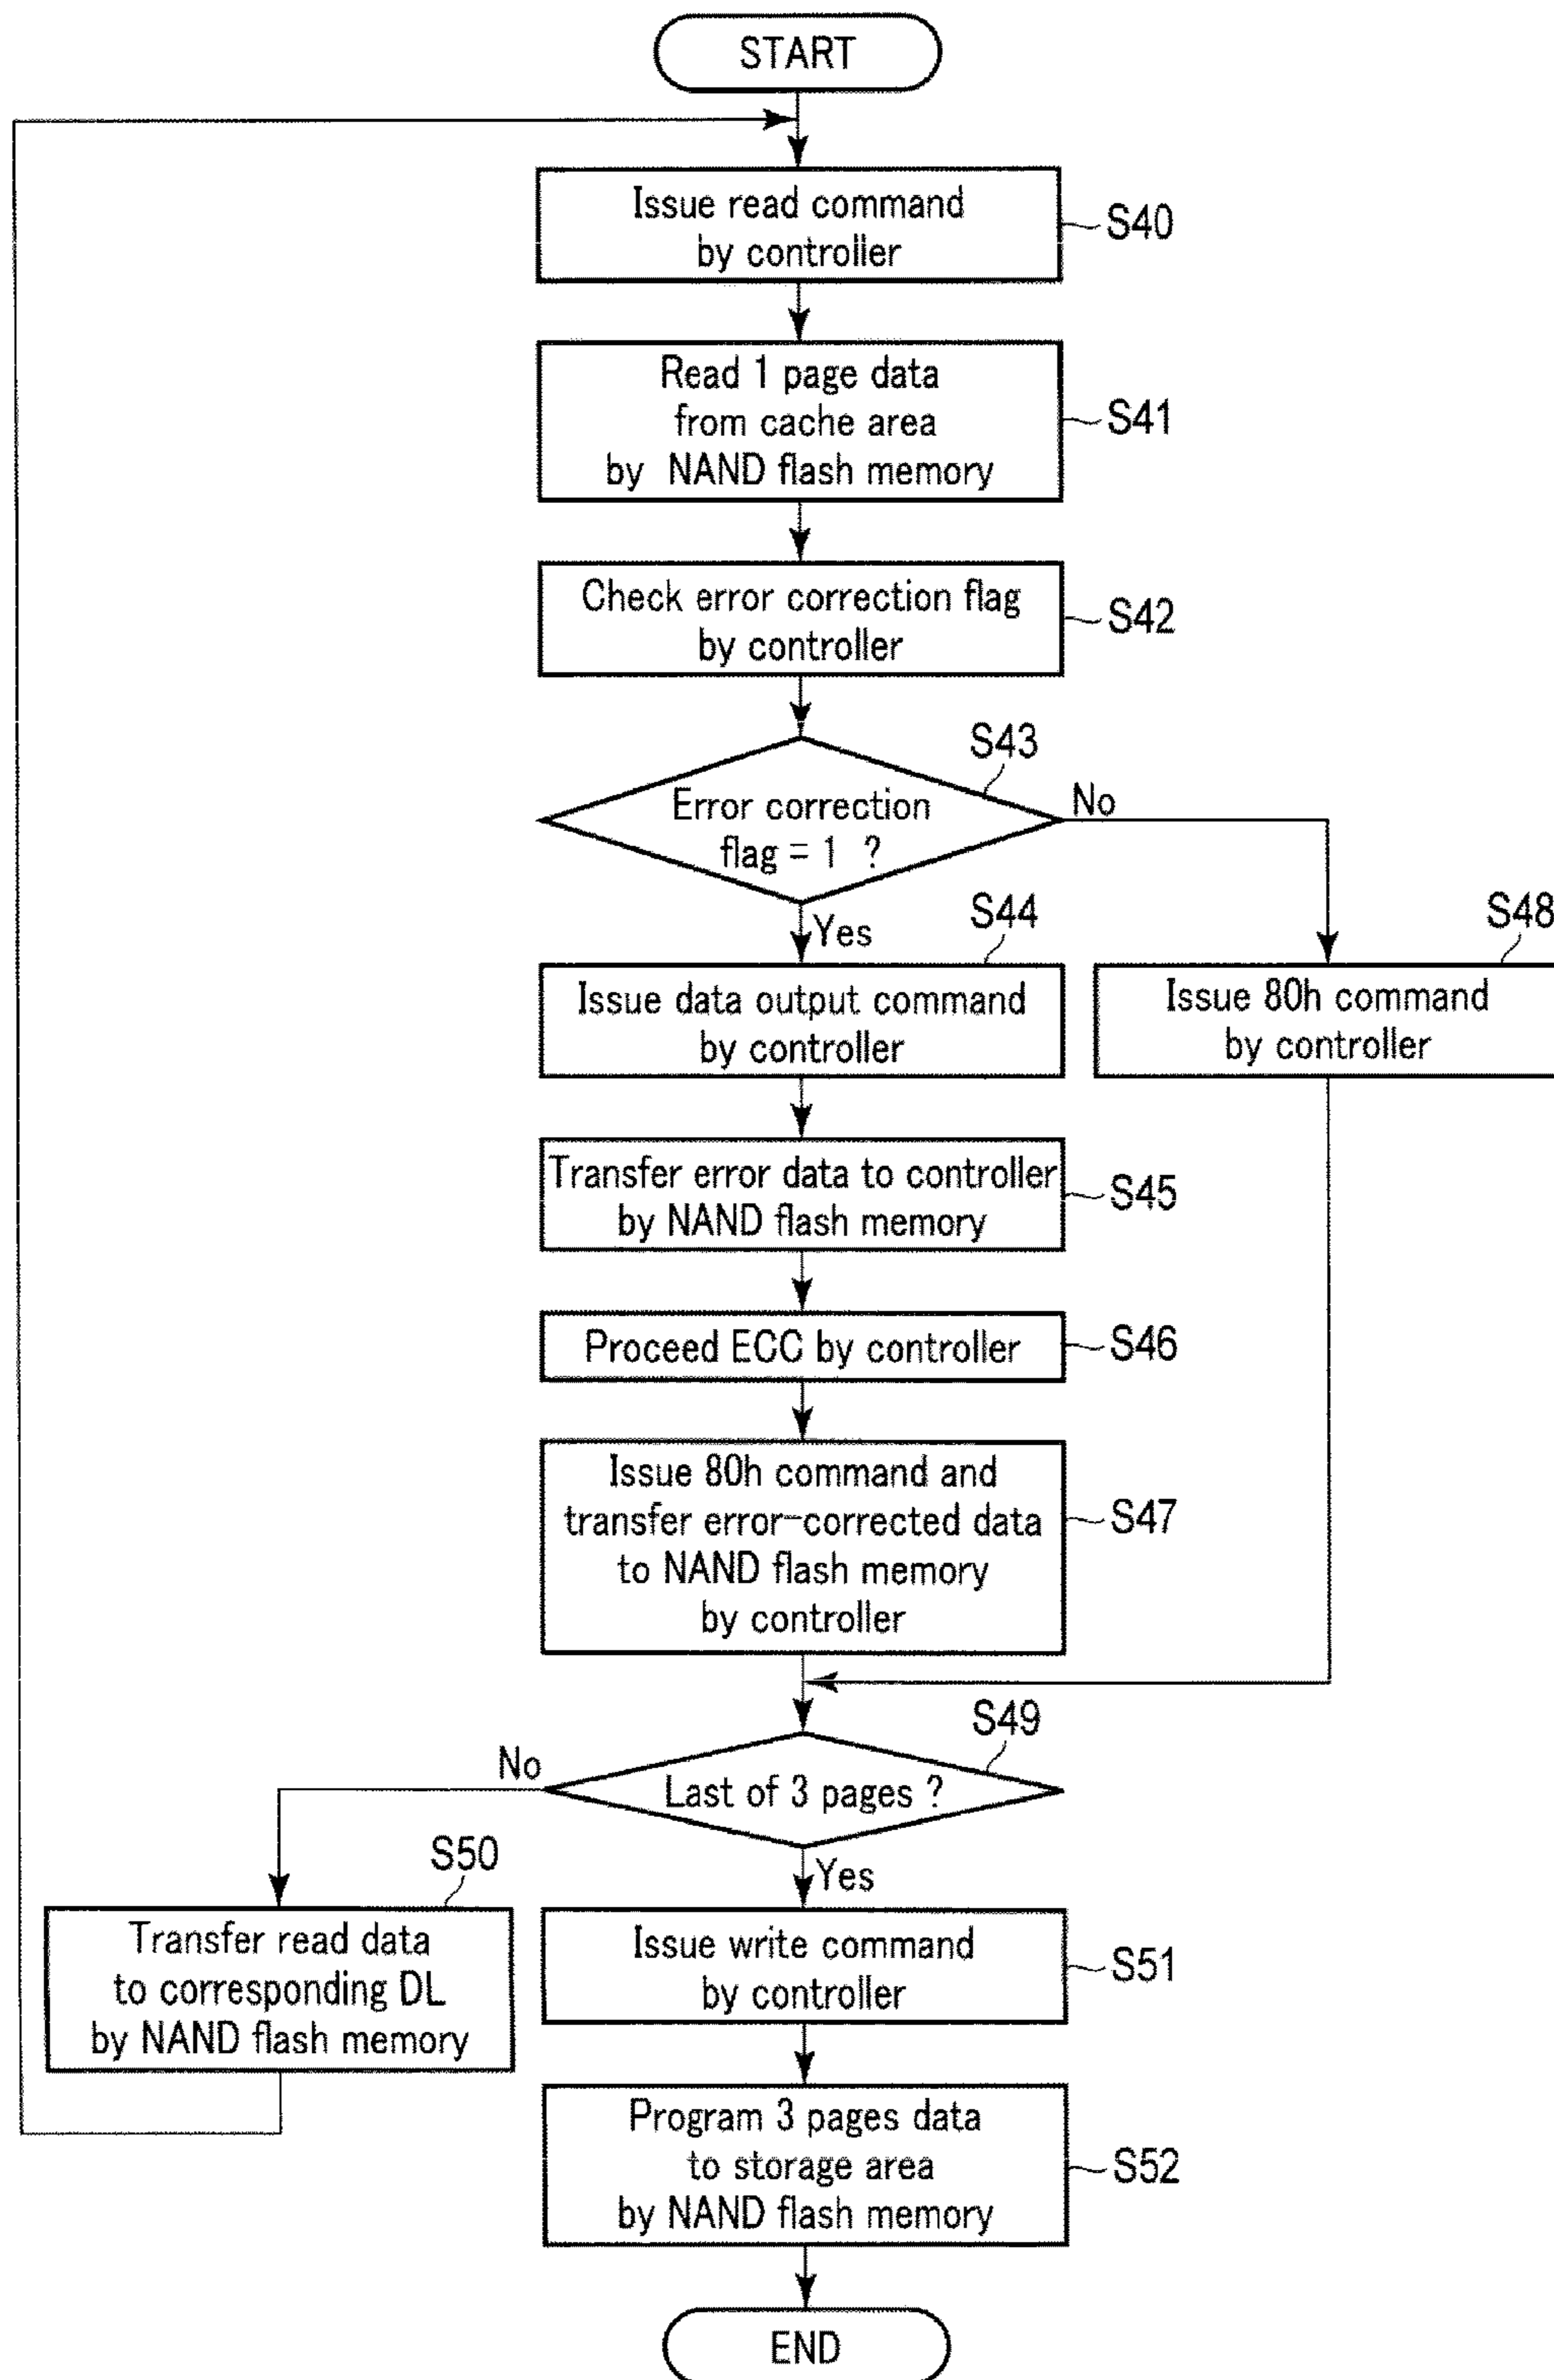 START
Issue read command
by controller
S40
Read 1 page data
from cache area
by NAND flash memory
S41
Check error correction flag
by controller
S42
S43
Error correction
flag = 1 ?
No
Yes
S44
Issue data output command
by controller
S48
Issue 80h command
by controller
Transfer error data to controller
by NAND flash memory
S45
Proceed ECC by controller
S46
Issue 80h command and
transfer error-corrected data
to NAND flash memory
by controller
S47
S49
Last of 3 pages ?
No
Yes
S50
Transfer read data
to corresponding DL
by NAND flash memory
Issue write command
by controller
S51
Program 3 pages data
to storage area
by NAND flash memory
S52
END